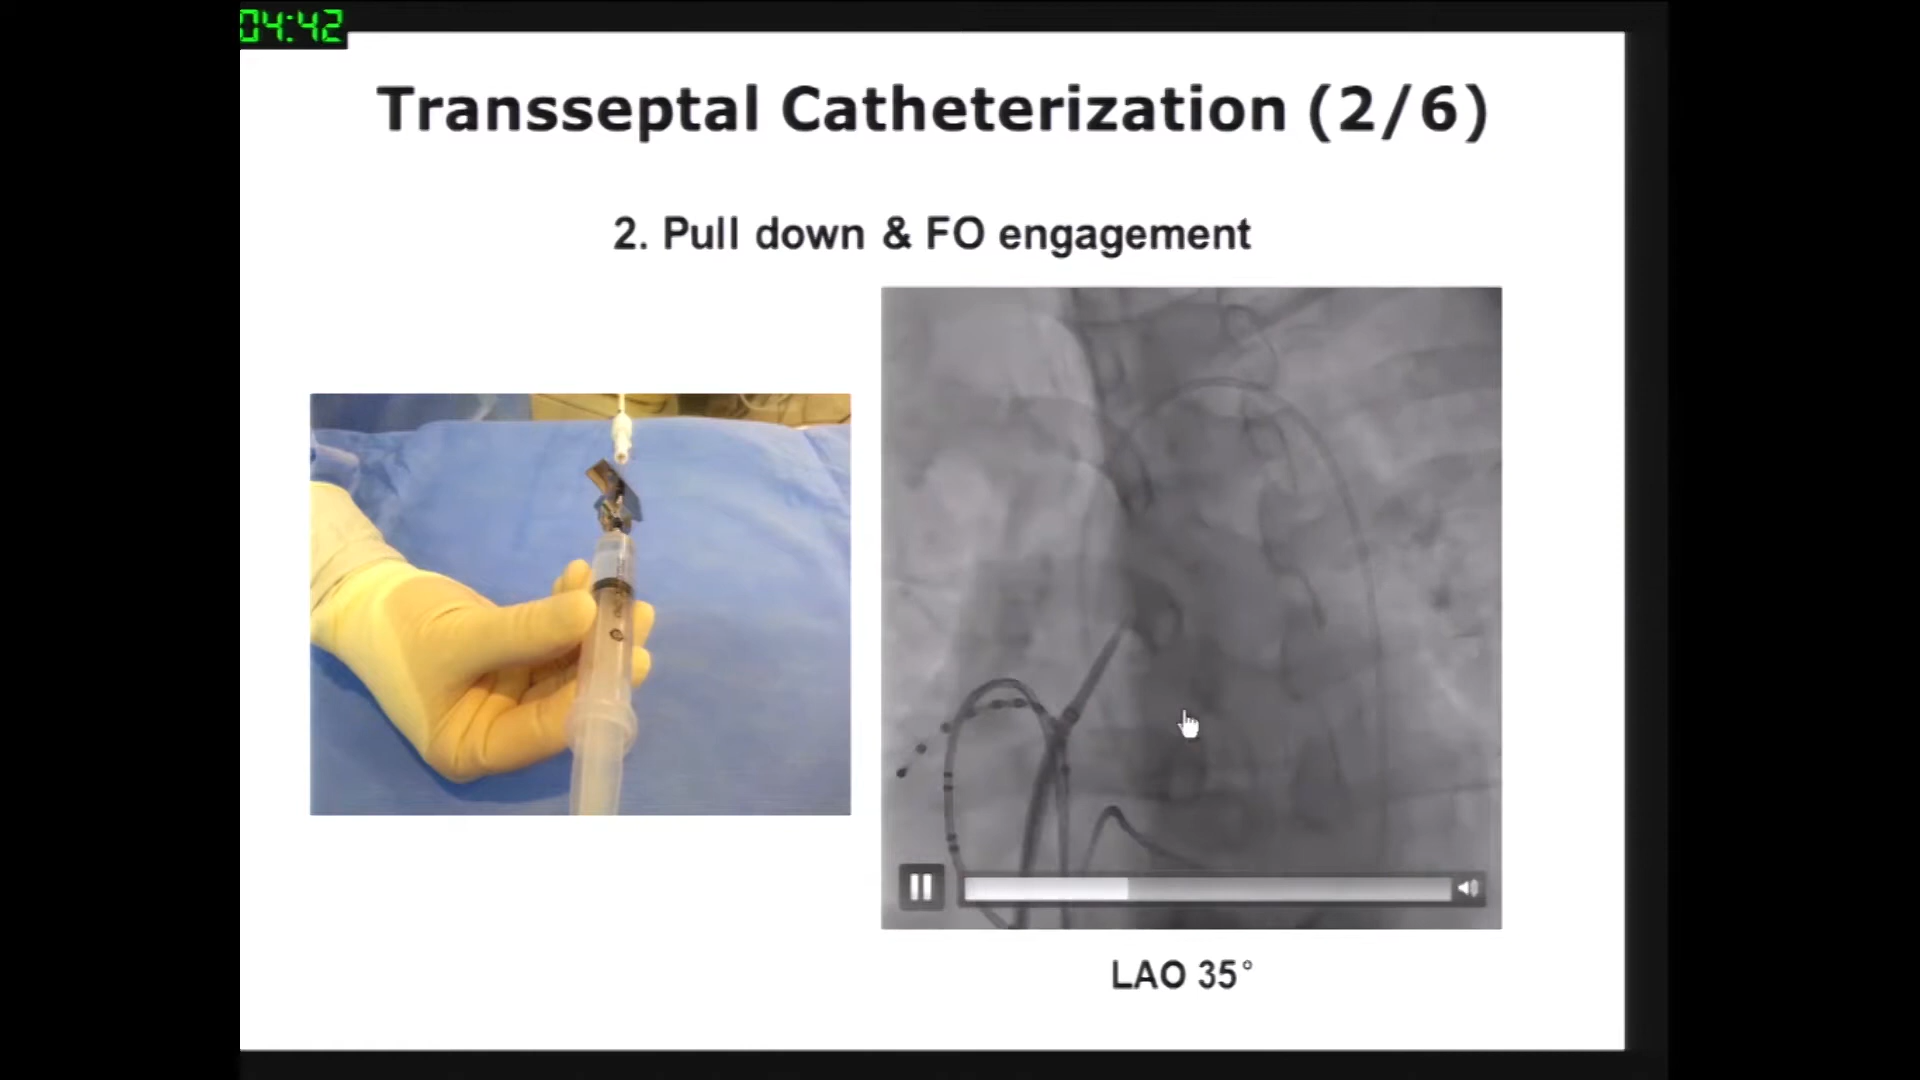 04:42
Transseptal Catheterization (2/6)
2. Pull down & FO engagement
LAO 35°